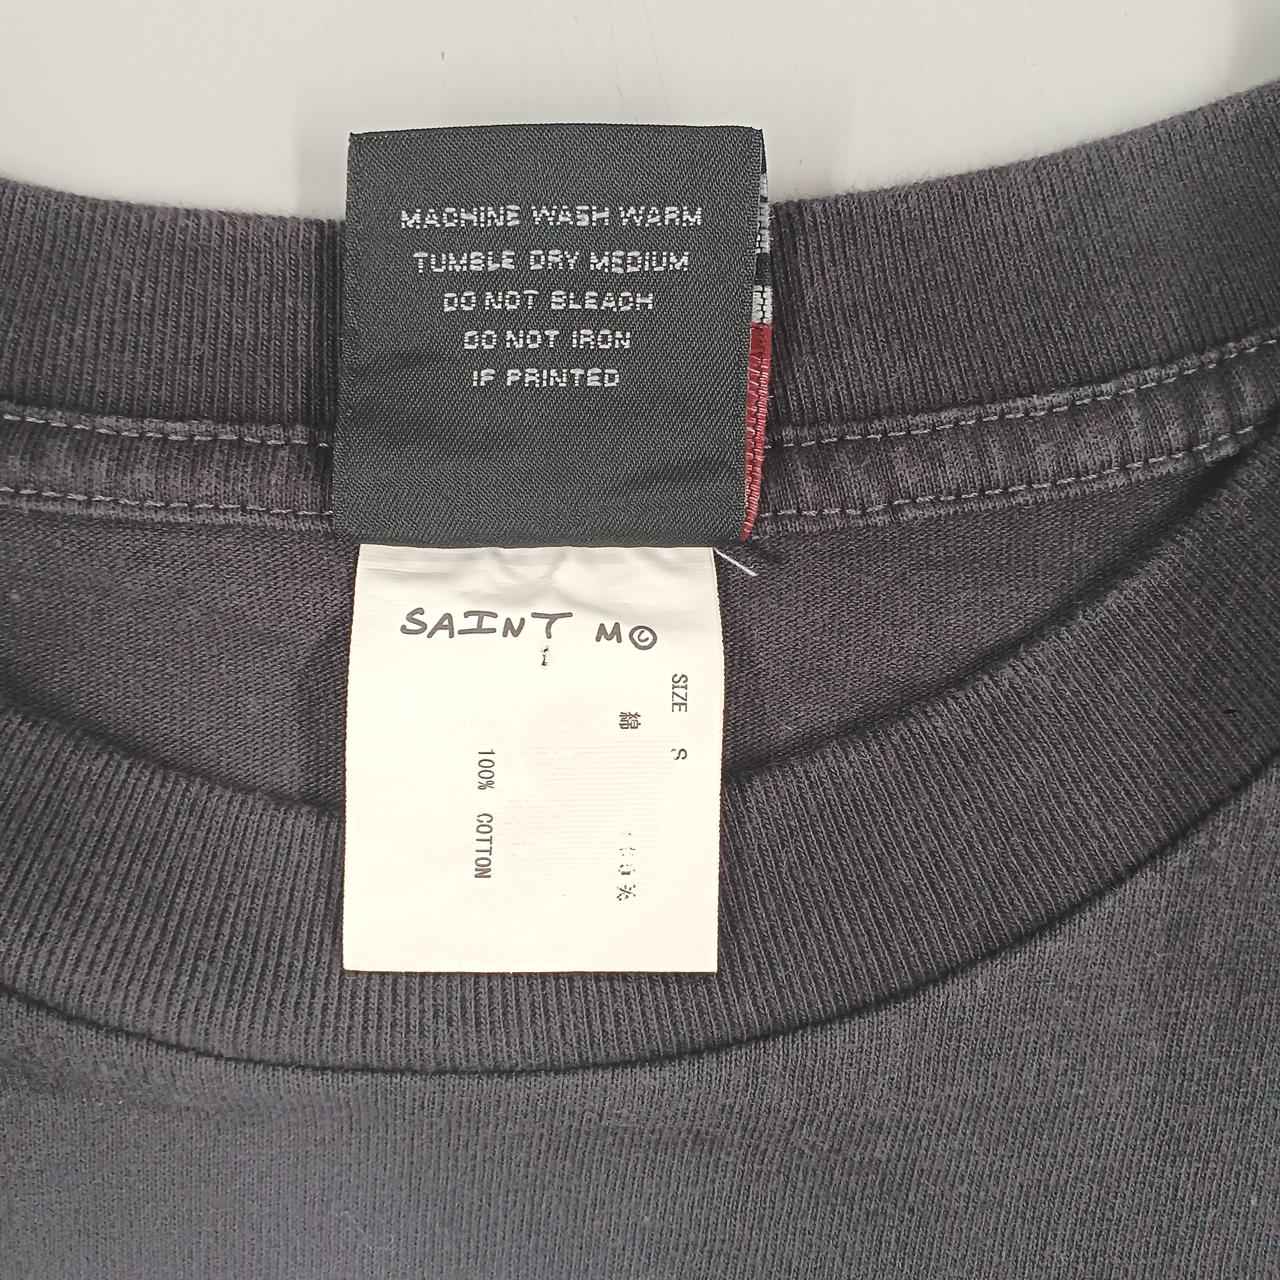 MACHINE WASH WARM
TUMBLE DRY MEDIUM
DO NOT BLEACH
DO NOT IRON
IF PRINTED
SAINT M©
SIZE S
綿 100%
100% COTTON